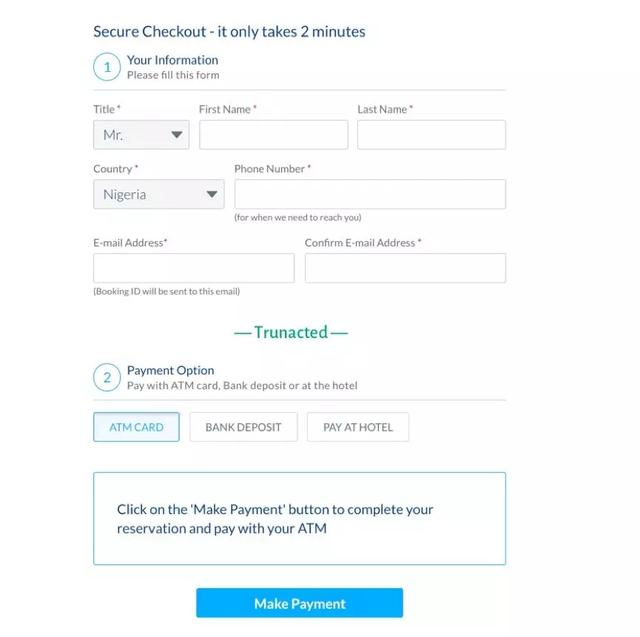 Secure Checkout - it only takes 2 minutes
1 Your Information
Please fill this form
Title * First Name * Last Name *
Mr.
Country * Phone Number *
Nigeria
(for when we need to reach you)
E-mail Address* Confirm E-mail Address *
(Booking ID will be sent to this email)
— Trunacted —
2 Payment Option
Pay with ATM card, Bank deposit or at the hotel
ATM CARD BANK DEPOSIT PAY AT HOTEL
Click on the 'Make Payment' button to complete your
reservation and pay with your ATM
Make Payment